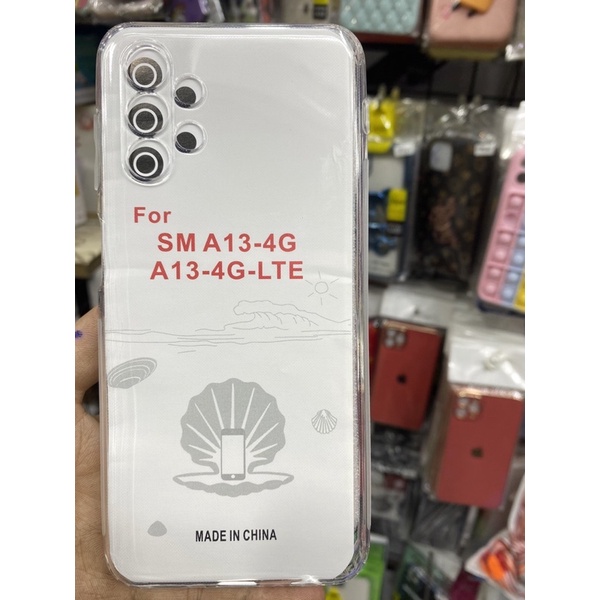 For
SM A13-4G
A13-4G-LTE
MADE IN CHINA